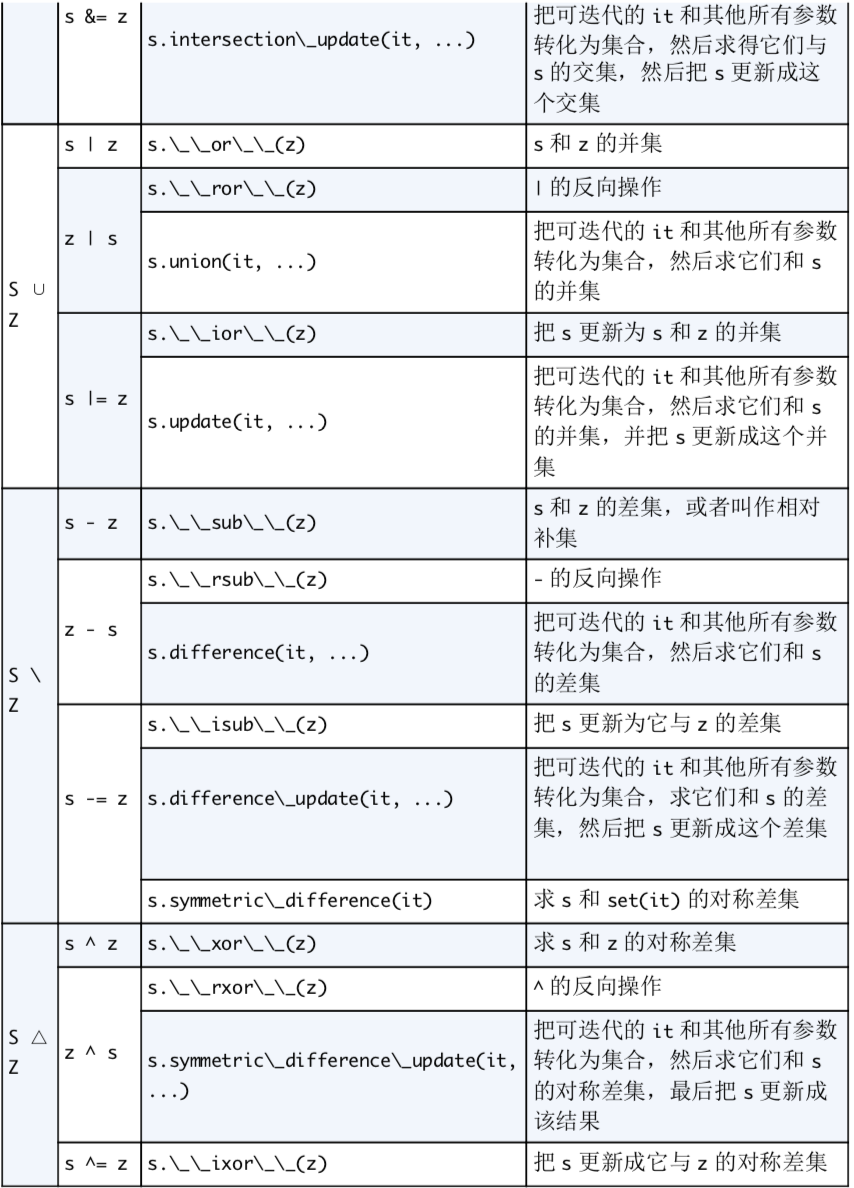 s &= z
s.intersection\_update(it, ...)
把可迭代的 it 和其他所有参数
转化为集合，然后求得它们与
s 的交集，然后把 s 更新成这
个交集
S ∪
Z
s | z
s.\_\_or\_\_(z)
s 和 z 的并集
z | s
s.\_\_ror\_\_(z)
| 的反向操作
s.union(it, ...)
把可迭代的 it 和其他所有参数
转化为集合，然后求它们和 s
的并集
s |= z
s.\_\_ior\_\_(z)
把 s 更新为 s 和 z 的并集
s.update(it, ...)
把可迭代的 it 和其他所有参数
转化为集合，然后求它们和 s
的并集，并把 s 更新成这个并
集
S \
Z
s - z
s.\_\_sub\_\_(z)
s 和 z 的差集，或者叫作相对
补集
z - s
s.\_\_rsub\_\_(z)
- 的反向操作
s.difference(it, ...)
把可迭代的 it 和其他所有参数
转化为集合，然后求它们和 s
的差集
s -= z
s.\_\_isub\_\_(z)
把 s 更新为它与 z 的差集
s.difference\_update(it, ...)
把可迭代的 it 和其他所有参数
转化为集合，求它们和 s 的差
集，然后把 s 更新成这个差集
s.symmetric\_difference(it)
求 s 和 set(it) 的对称差集
S △
Z
s ^ z
s.\_\_xor\_\_(z)
求 s 和 z 的对称差集
z ^ s
s.\_\_rxor\_\_(z)
^ 的反向操作
s.symmetric\_difference\_update(it,
...)
把可迭代的 it 和其他所有参数
转化为集合，然后求它们和 s
的对称差集，最后把 s 更新成
该结果
s ^= z
s.\_\_ixor\_\_(z)
把 s 更新成它与 z 的对称差集